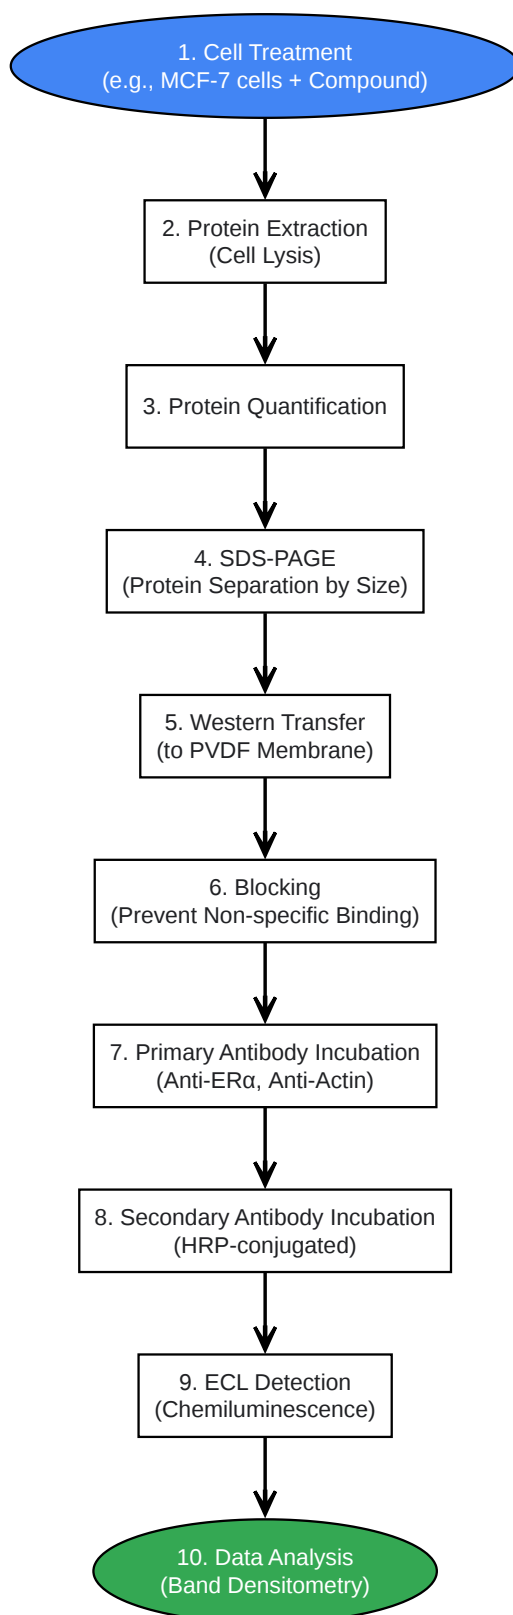 1. Cell Treatment
(e.g., MCF-7 cells + Compound)
2. Protein Extraction
(Cell Lysis)
3. Protein Quantification
4. SDS-PAGE
(Protein Separation by Size)
5. Western Transfer
(to PVDF Membrane)
6. Blocking
(Prevent Non-specific Binding)
7. Primary Antibody Incubation
(Anti-ERα, Anti-Actin)
8. Secondary Antibody Incubation
(HRP-conjugated)
9. ECL Detection
(Chemiluminescence)
10. Data Analysis
(Band Densitometry)